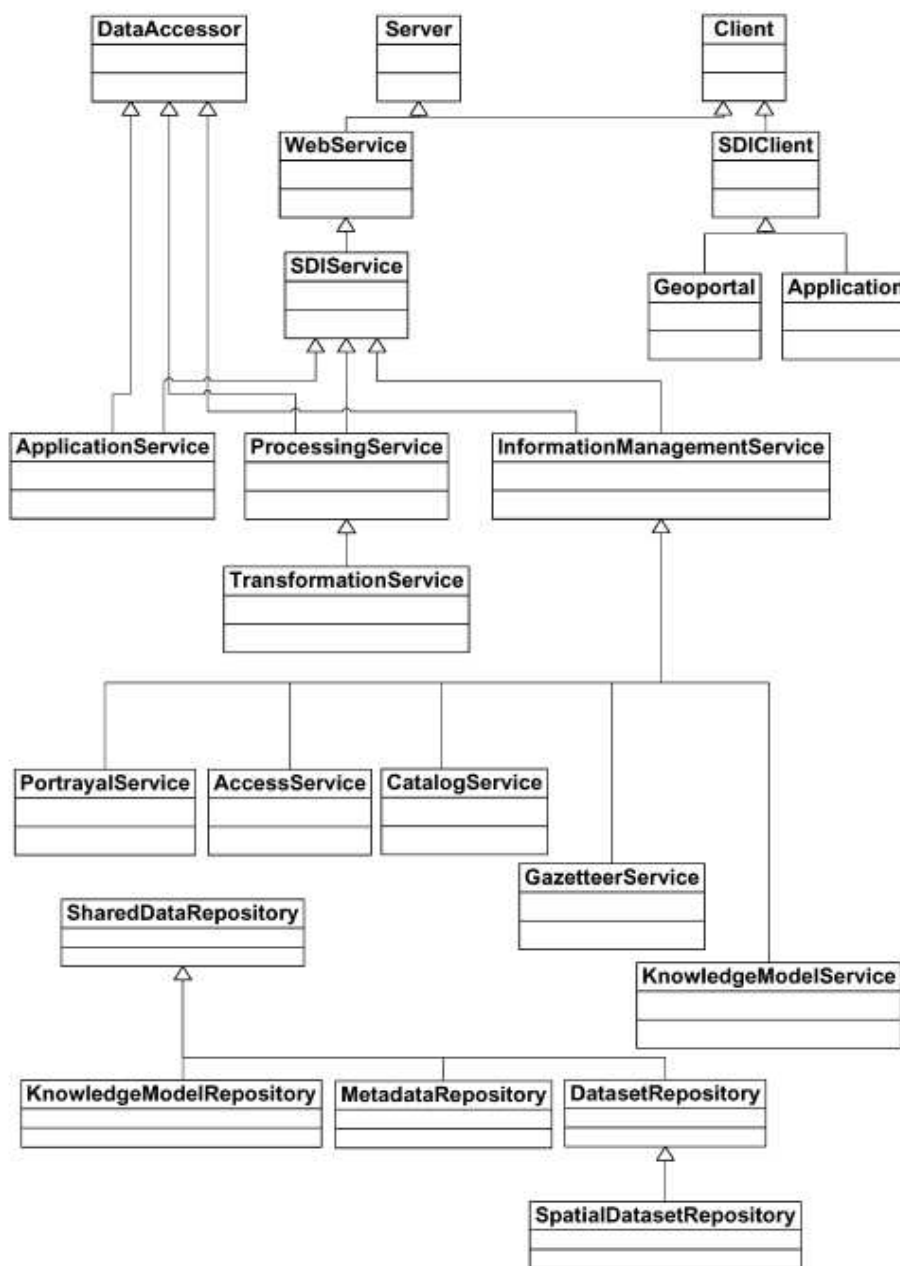 DataAccessor
Server
Client
WebService
SDIClient
SDIService
Geoportal
Application
ApplicationService
ProcessingService
InformationManagementService
TransformationService
PortrayalService
AccessService
CatalogService
GazetteerService
SharedDataRepository
KnowledgeModelService
KnowledgeModelRepository
MetadataRepository
DatasetRepository
SpatialDatasetRepository